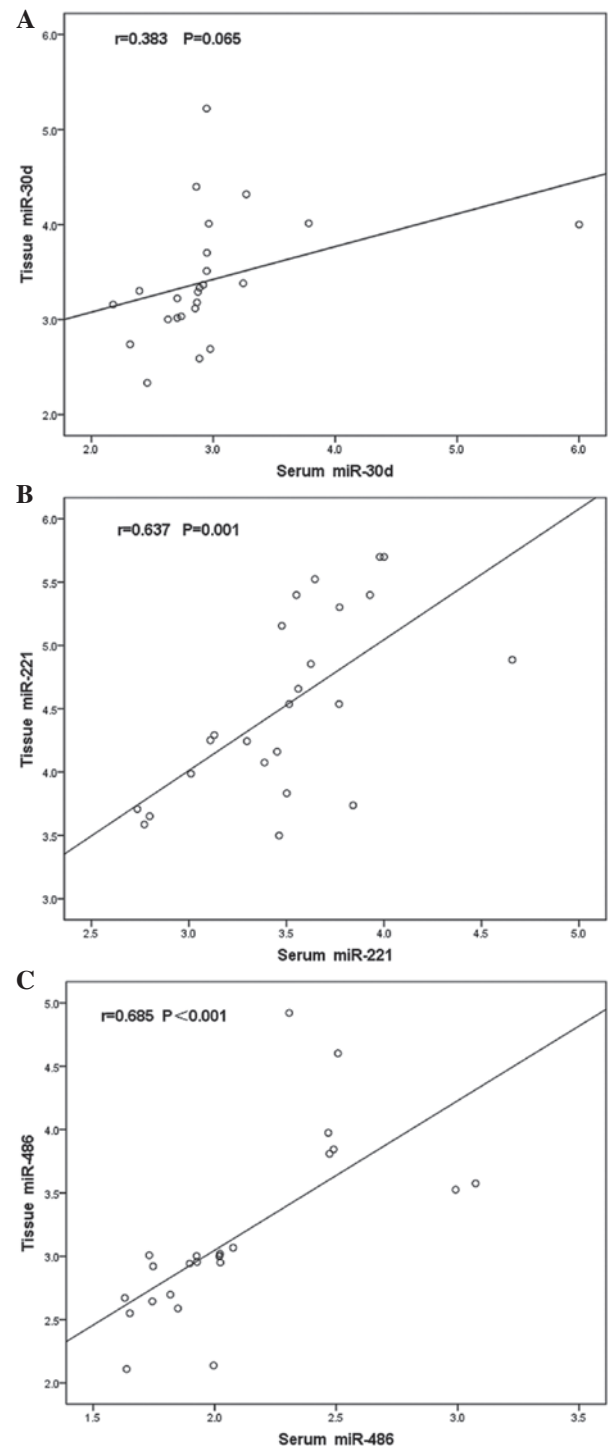 A
r=0.383 P=0.065
6.0
5.0
4.0
3.0
2.0
Tissue miR-30d
2.0 3.0 4.0 5.0 6.0
Serum miR-30d
B
r=0.637 P=0.001
6.0
5.5
5.0
4.5
4.0
3.5
3.0
Tissue miR-221
2.5 3.0 3.5 4.0 4.5 5.0
Serum miR-221
C
r=0.685 P<0.001
5.0
4.5
4.0
3.5
3.0
2.5
2.0
Tissue miR-486
1.5 2.0 2.5 3.0 3.5
Serum miR-486